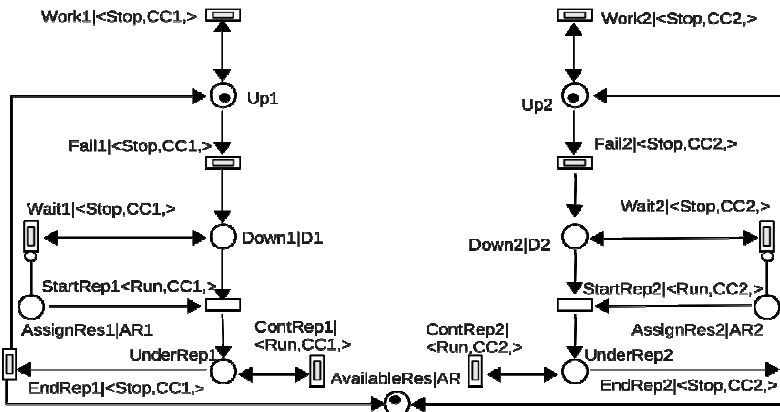 Work1|<Stop,CC1,>
Work2|<Stop,CC2,>
Up1
Up2
Fail1|<Stop,CC1,>
Fail2|<Stop,CC2,>
Wait1|<Stop,CC1,>
Wait2|<Stop,CC2,>
Down1|D1
Down2|D2
StartRep1<Run,CC1,>
StartRep2|<Run,CC2,>
AssignRes1|AR1
AssignRes2|AR2
ContRep1|
<Run,CC1,>
ContRep2|
<Run,CC2,>
UnderRep1
UnderRep2
AvailableRes|AR
EndRep1|<Stop,CC1,>
EndRep2|<Stop,CC2,>